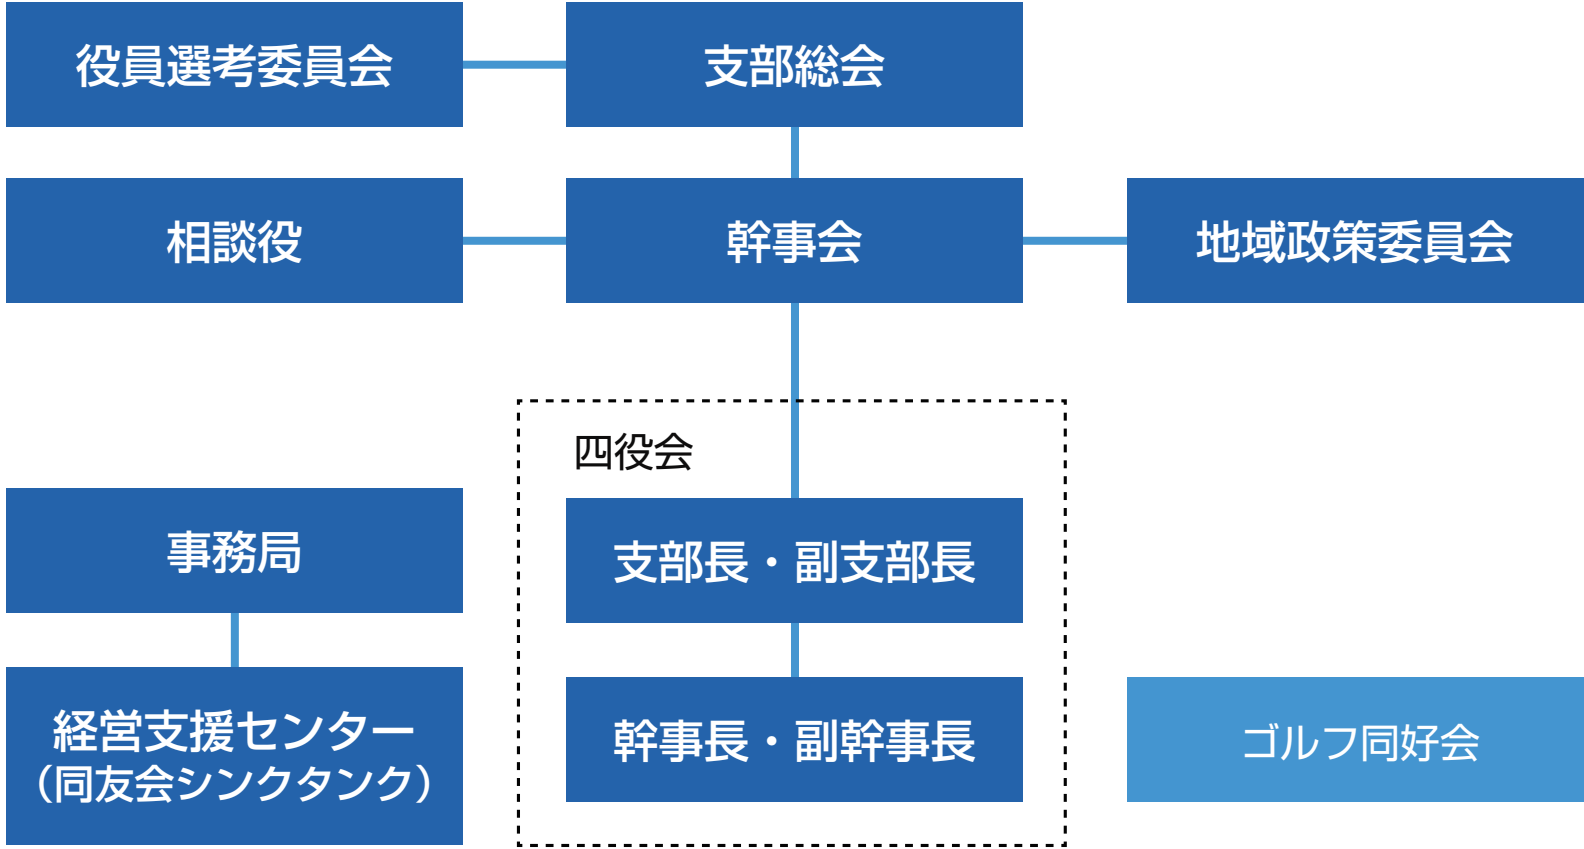 役員選考委員会
支部総会
相談役
幹事会
地域政策委員会
四役会
事務局
支部長・副支部長
経営支援センター
（同友会シンクタンク）
幹事長・副幹事長
ゴルフ同好会